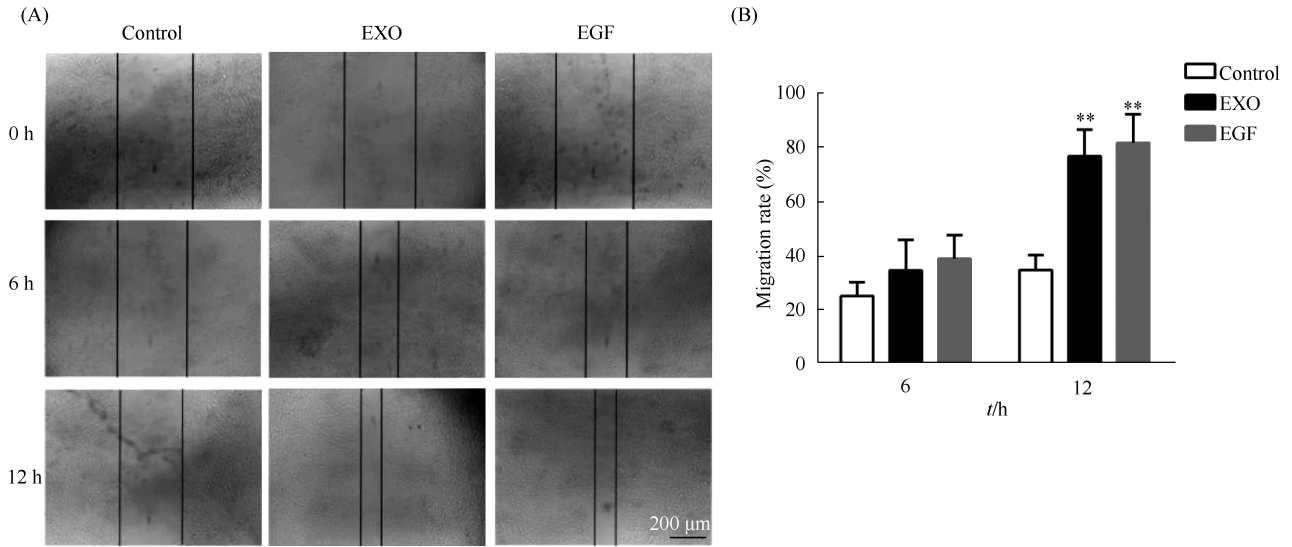 (A)
Control EXO EGF
0 h
6 h
12 h
200 μm
(B)
Control
EXO
EGF
Migration rate (%)
100
80
60
40
20
0
** **
6 12
t/h